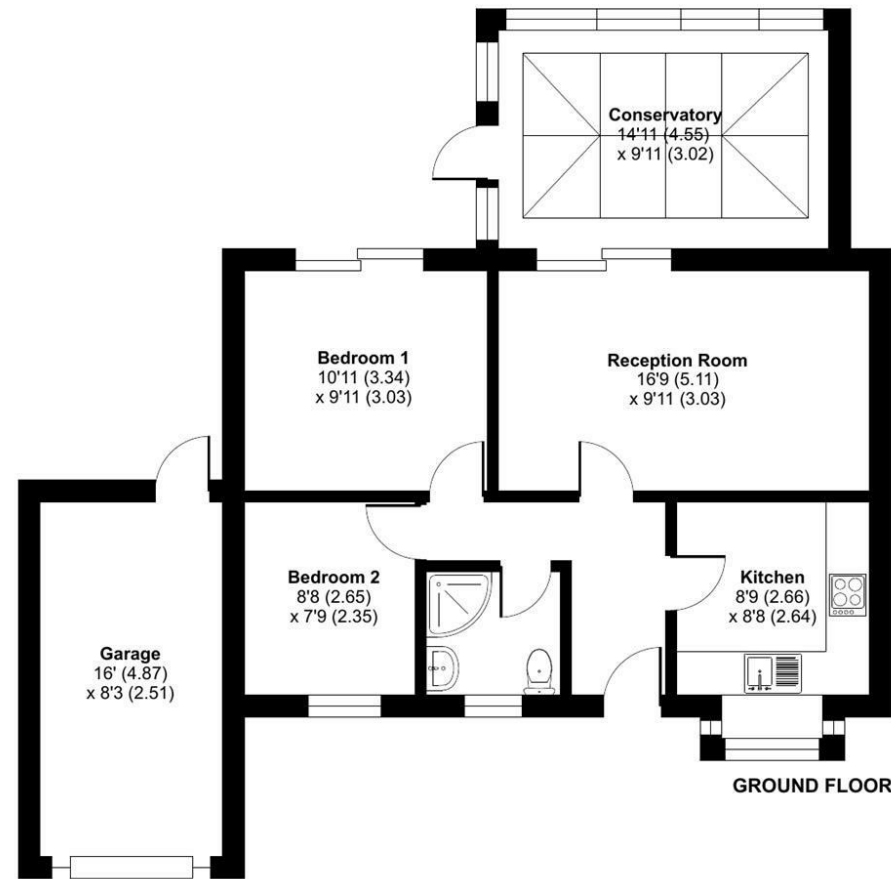 Conservatory
14'11 (4.55)
x 9'11 (3.02)
Bedroom 1
10'11 (3.34)
x 9'11 (3.03)
Reception Room
16'9 (5.11)
x 9'11 (3.03)
Bedroom 2
8'8 (2.65)
x 7'9 (2.35)
Kitchen
8'9 (2.66)
x 8'8 (2.64)
Garage
16' (4.87)
x 8'3 (2.51)
GROUND FLOOR